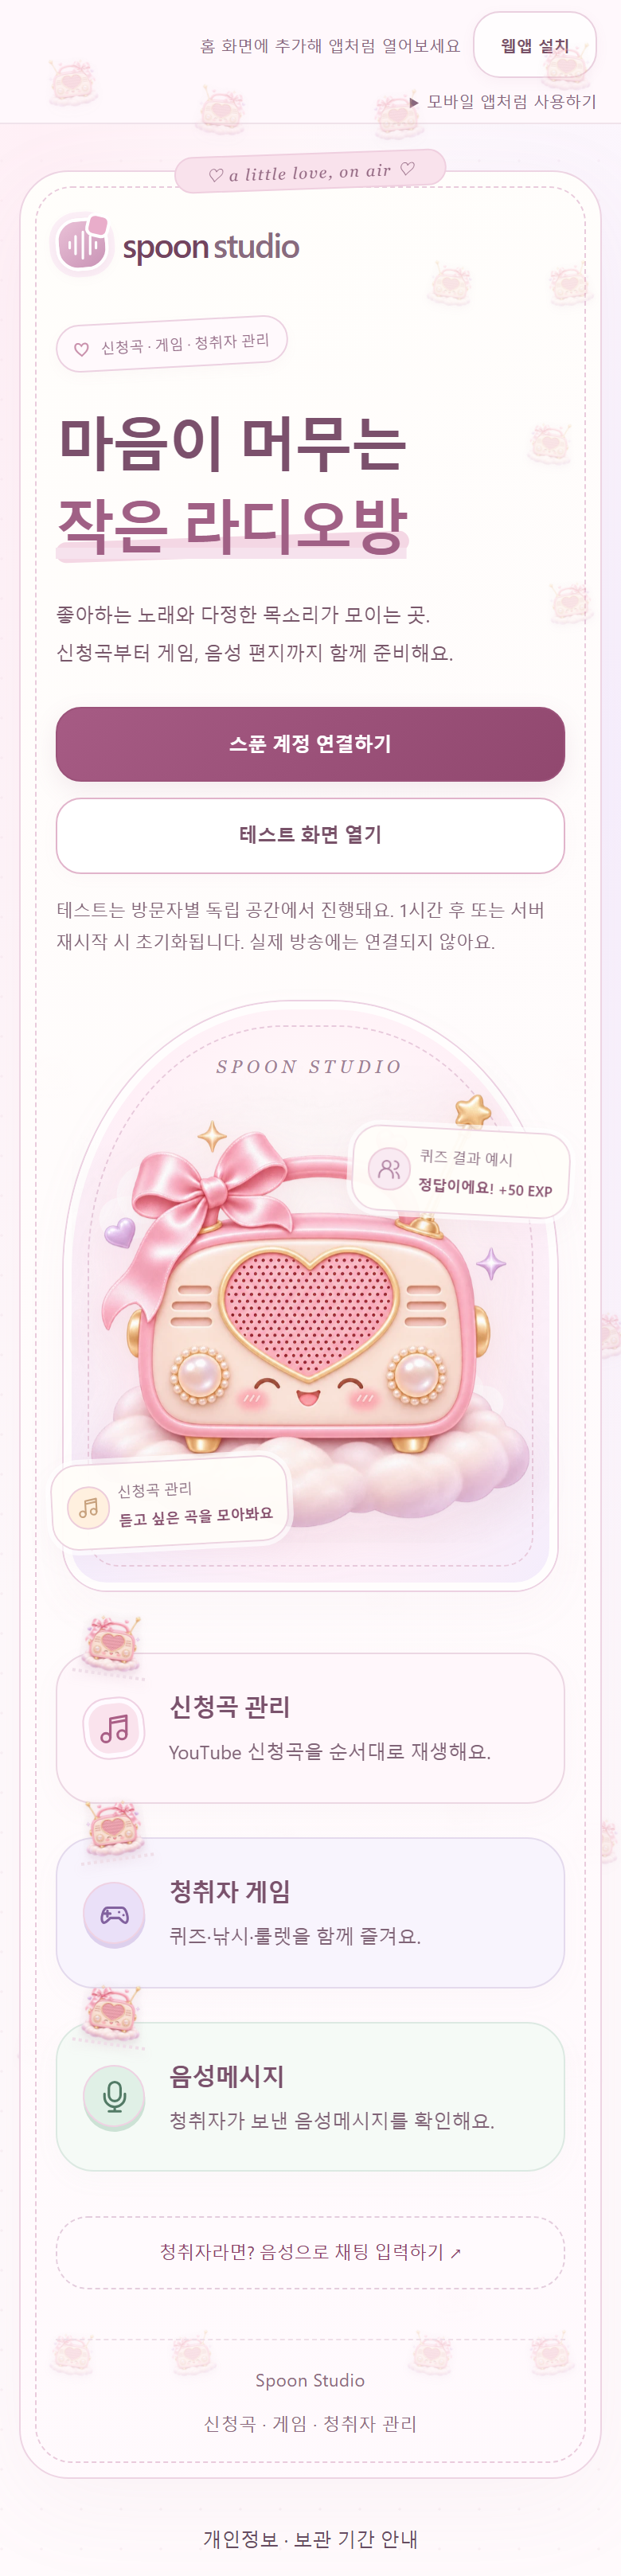 홈 화면에 추가해 앱처럼 열어보세요
웹앱 설치
▶ 모바일 앱처럼 사용하기
♡ a little love, on air ♡
spoon studio
신청곡 · 게임 · 청취자 관리
마음이 머무는
작은 라디오방
좋아하는 노래와 다정한 목소리가 모이는 곳.
신청곡부터 게임, 음성 편지까지 함께 준비해요.
스푼 계정 연결하기
테스트 화면 열기
테스트는 방문자별 독립 공간에서 진행돼요. 1시간 후 또는 서버
재시작 시 초기화됩니다. 실제 방송에는 연결되지 않아요.
SPOON STUDIO
퀴즈 결과 예시
정답이에요! +50 EXP
신청곡 관리
듣고 싶은 곡을 모아봐요
신청곡 관리
YouTube 신청곡을 순서대로 재생해요.
청취자 게임
퀴즈·낚시·룰렛을 함께 즐겨요.
음성메시지
청취자가 보낸 음성메시지를 확인해요.
청취자라면? 음성으로 채팅 입력하기 ↗
Spoon Studio
신청곡 · 게임 · 청취자 관리
개인정보 · 보관 기간 안내